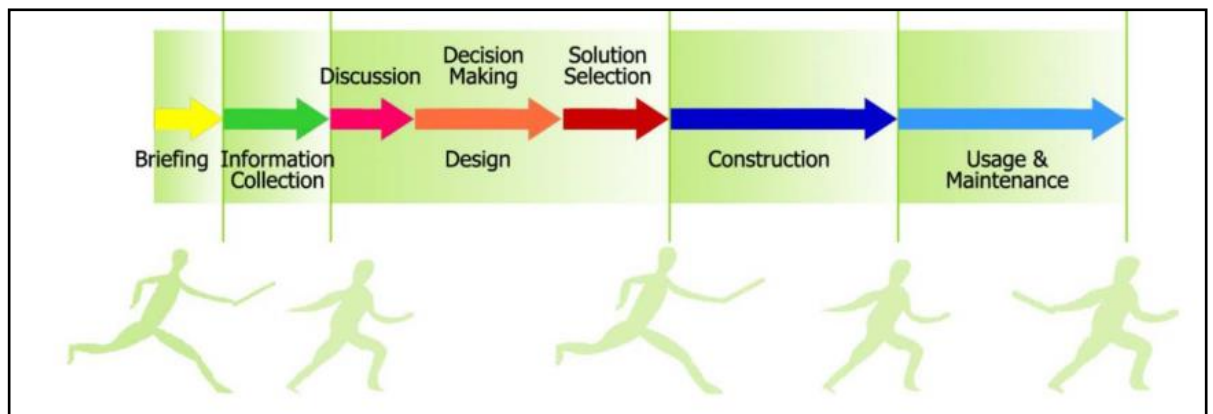 Discussion
Decision
Making
Solution
Selection
Briefing
Information
Collection
Design
Construction
Usage &
Maintenance